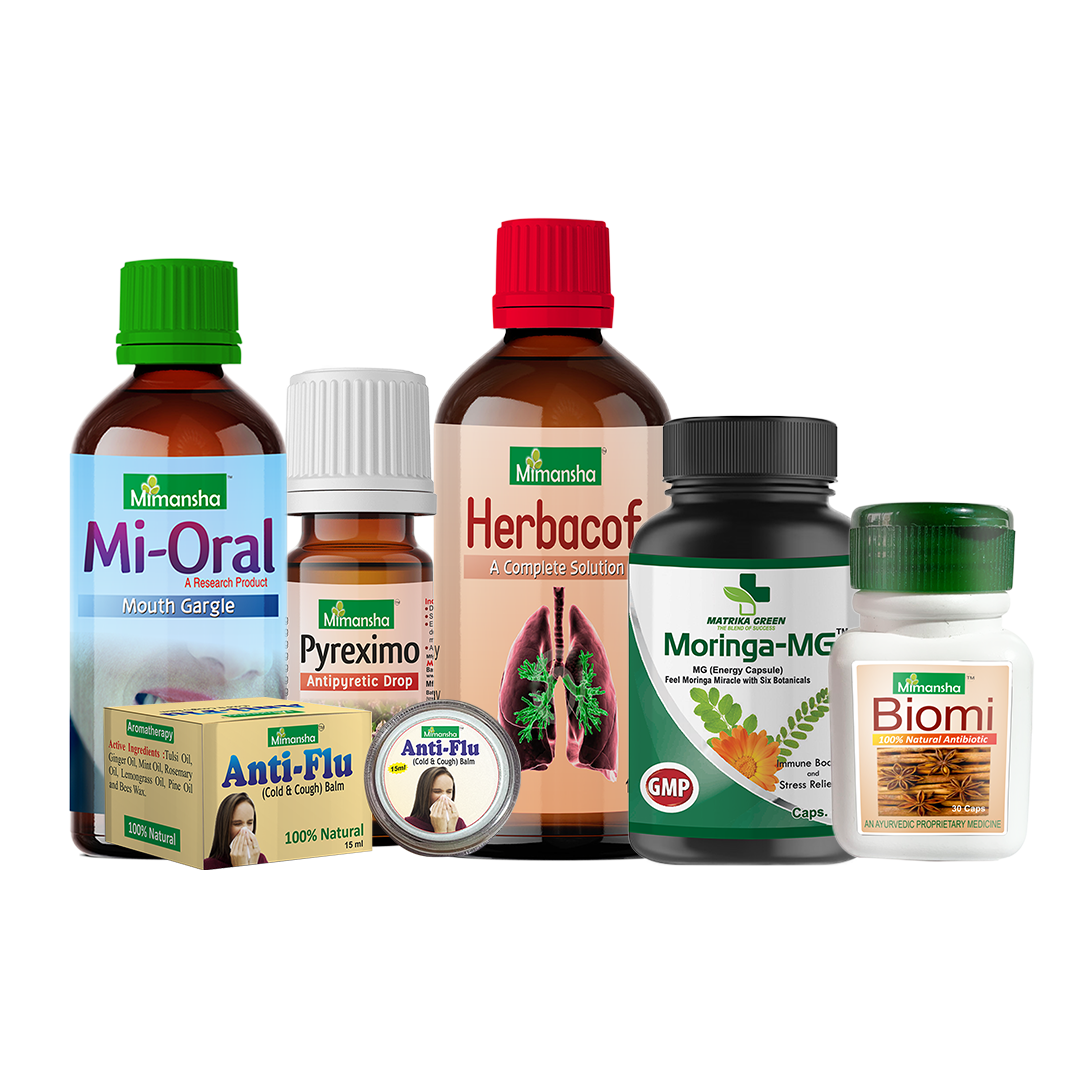 Mimansha
TM
Mi-Oral
A Research Product
Mouth Gargle
Mimansha
Pyreximo
Antipyretic Drop
Mimansha
Herbacof
A Complete Solution
MATRIKA GREEN
THE BLEND OF SUCCESS
Moringa-MG
TM
MG (Energy Capsule)
Feel Moringa Miracle with Six Botanicals
and
Stress
GMP
Caps.
Mimansha
TM
Biomi
100% Natural Antibiotic
30 Caps
AN AYURVEDIC PROPRIETARY MEDICINE
Aromatherapy
Active Ingredients :Tulsi Oil,
Ginger Oil, Mint Oil, Rosemary
Oil, Lemongrass Oil, Pine Oil
and Bees Wax.
100% Natural
Mimansha
Anti-Flu
(Cold & Cough) Balm
100% Natural
15 ml
Mimansha
Anti-Flu
(Cold & Cough) Balm
15ml